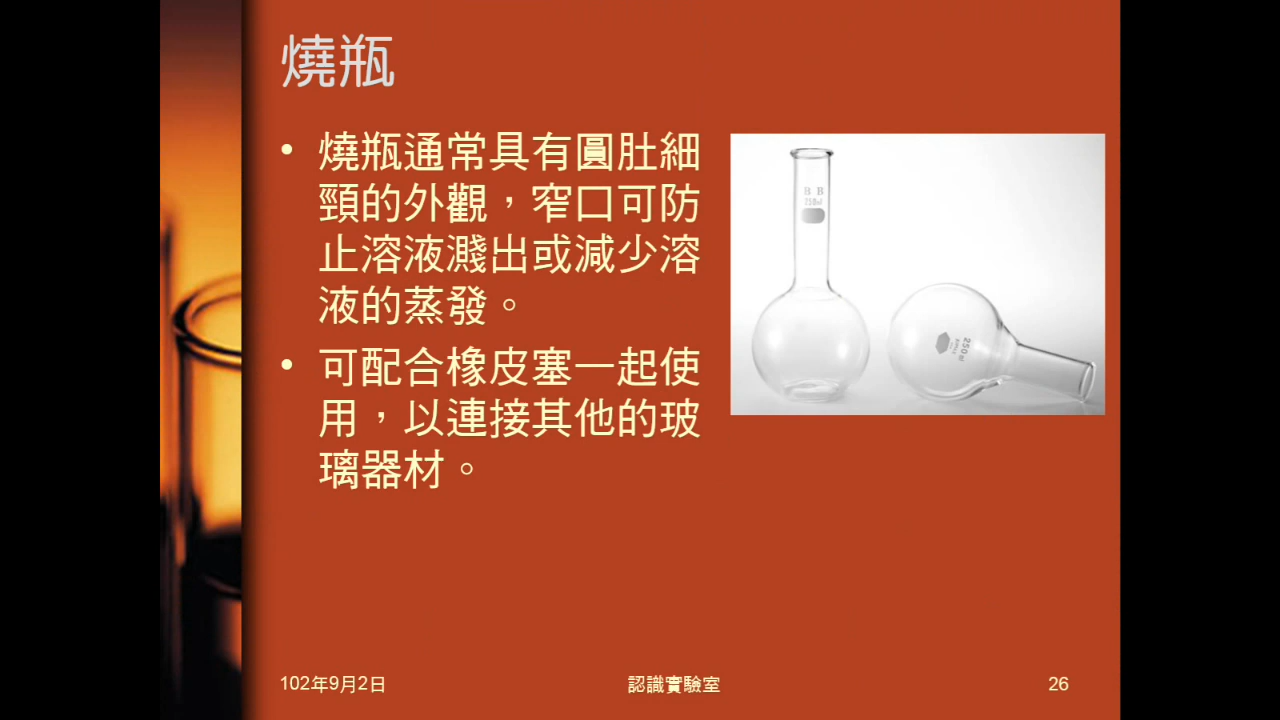 燒瓶
• 燒瓶通常具有圓肚細
頸的外觀，窄口可防
止溶液濺出或減少溶
液的蒸發。
• 可配合橡皮塞一起使
用，以連接其他的玻
璃器材。
B B
250ml
250ml
102年9月2日
認識實驗室
26